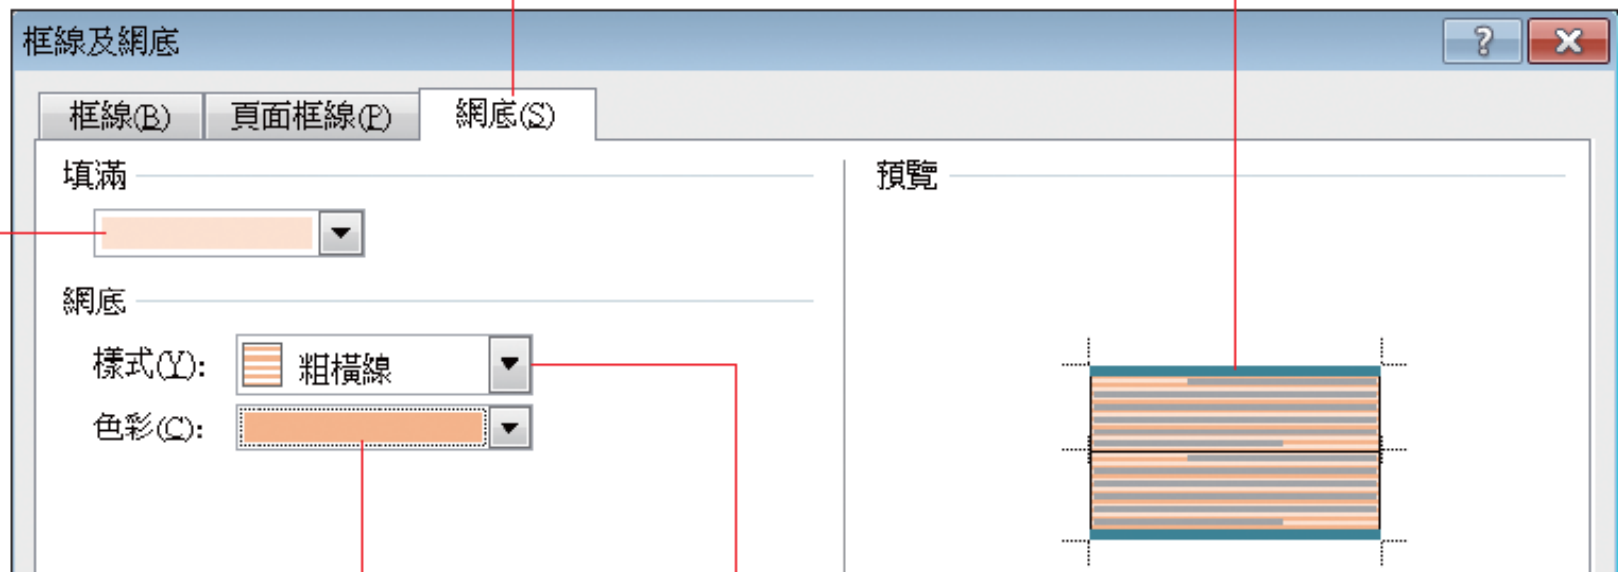 框線及網底
框線(B) 頁面框線(P) 網底(S)
填滿
預覽
網底
樣式(Y): 粗橫線
色彩(C):